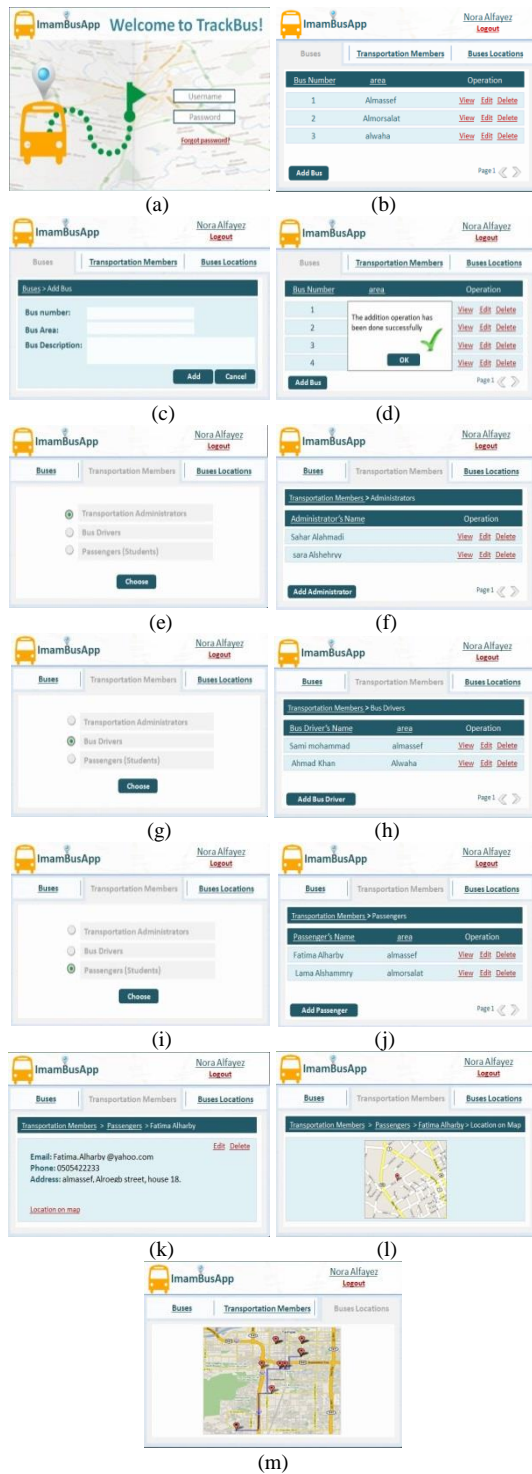 ImamBusApp Welcome to TrackBus!
Username
Password
Forgot password?
(a)
ImamBusApp
Nora Alfayez
Logout
Buses Transportation Members Buses Locations
Bus Number area Operation
1 Almassef View Edit Delete
2 Almorsalat View Edit Delete
3 alwaha View Edit Delete
Add Bus Page 1
(b)
ImamBusApp
Nora Alfayez
Logout
Buses Transportation Members Buses Locations
Buses > Add Bus
Bus number:
Bus Area:
Bus Description:
Add Cancel
(c)
ImamBusApp
Nora Alfayez
Logout
Buses Transportation Members Buses Locations
Bus Number area Operation
1 View Edit Delete
2 View Edit Delete
3 View Edit Delete
4 View Edit Delete
The addition operation has
been done successfully
OK
Add Bus Page 1
(d)
ImamBusApp
Nora Alfayez
Logout
Buses Transportation Members Buses Locations
Transportation Administrators
Bus Drivers
Passengers (Students)
Choose
(e)
ImamBusApp
Nora Alfayez
Logout
Buses Transportation Members Buses Locations
Transportation Members > Administrators
Administrator's Name Operation
Sahar Alahmadi View Edit Delete
sara Alshehryy View Edit Delete
Add Administrator Page 1
(f)
ImamBusApp
Nora Alfayez
Logout
Buses Transportation Members Buses Locations
Transportation Administrators
Bus Drivers
Passengers (Students)
Choose
(g)
ImamBusApp
Nora Alfayez
Logout
Buses Transportation Members Buses Locations
Transportation Members > Bus Drivers
Bus Driver's Name area Operation
Sami mohammad almassef View Edit Delete
Ahmad Khan Alwaha View Edit Delete
Add Bus Driver Page 1
(h)
ImamBusApp
Nora Alfayez
Logout
Buses Transportation Members Buses Locations
Transportation Administrators
Bus Drivers
Passengers (Students)
Choose
(i)
ImamBusApp
Nora Alfayez
Logout
Buses Transportation Members Buses Locations
Transportation Members > Passengers
Passenger's Name area Operation
Fatima Alharby almassef View Edit Delete
Lama Alshammry almorsalat View Edit Delete
Add Passenger Page 1
(j)
ImamBusApp
Nora Alfayez
Logout
Buses Transportation Members Buses Locations
Transportation Members > Passengers > Fatima Alharby
Edit Delete
Email: Fatima.Alharby @yahoo.com
Phone: 0505422233
Address: almassef, Alroegb street, house 18.
Location on map
(k)
ImamBusApp
Nora Alfayez
Logout
Buses Transportation Members Buses Locations
Transportation Members > Passengers > Fatima Alharby > Location on Map
(l)
ImamBusApp
Nora Alfayez
Logout
Buses Transportation Members Buses Locations
(m)